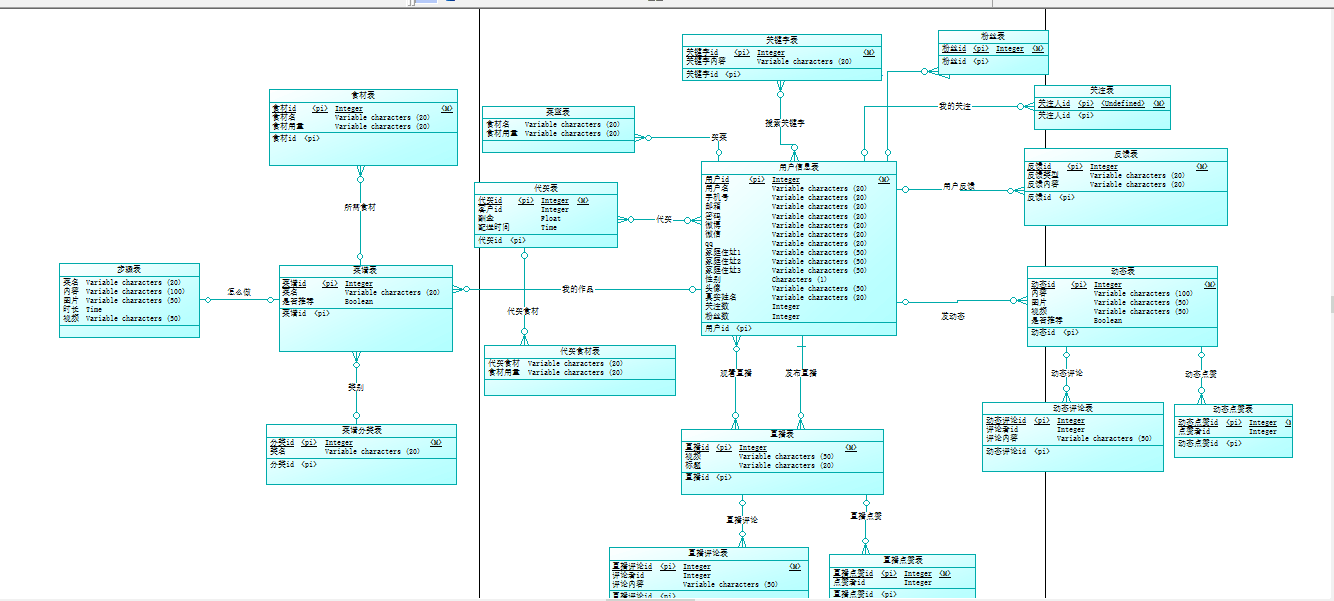 关键字表
关键字id <pi> Integer <M>
关键字内容 Variable characters (20)
关键字id <pi>
粉丝表
粉丝id <pi> Integer <M>
粉丝id <pi>
关注表
关注人id <pi> <Undefined> <M>
关注人id <pi>
我的关注
食材表
食材id <pi> Integer <M>
食材名 Variable characters (20)
食材用量 Variable characters (20)
食材id <pi>
买菜表
食材名 Variable characters (20)
食材用量 Variable characters (20)
买菜
搜索关键字
用户信息表
用户id <pi> Integer <M>
用户名 Variable characters (20)
手机号 Variable characters (20)
邮箱 Variable characters (20)
密码 Variable characters (20)
微博 Variable characters (20)
微信 Variable characters (20)
qq Variable characters (20)
家庭住址1 Variable characters (50)
家庭住址2 Variable characters (50)
家庭住址3 Variable characters (50)
性别 Characters (1)
头像 Variable characters (50)
真实姓名 Variable characters (20)
关注数 Integer
粉丝数 Integer
用户id <pi>
反馈表
反馈id <pi> Integer <M>
反馈类型 Variable characters (20)
反馈内容 Variable characters (20)
反馈id <pi>
用户反馈
代买表
代买id <pi> Integer <M>
客户id Integer
佣金 Float
配送时间 Time
代买id <pi>
代买
所需食材
步骤表
菜名 Variable characters (20)
内容 Variable characters (100)
图片 Variable characters (50)
时长 Time
视频 Variable characters (50)
怎么做
菜谱表
菜谱id <pi> Integer <M>
菜名 Variable characters (20)
是否推荐 Boolean
菜谱id <pi>
我的作品
代买食材
动态表
动态id <pi> Integer <M>
内容 Variable characters (100)
图片 Variable characters (50)
视频 Variable characters (50)
是否推荐 Boolean
动态id <pi>
发动态
代买食材表
代买食材 Variable characters (20)
食材用量 Variable characters (20)
类别
观看直播
发布直播
动态评论
动态点赞
菜谱分类表
分类id <pi> Integer <M>
菜名 Variable characters (20)
分类id <pi>
直播表
直播id <pi> Integer <M>
视频 Variable characters (50)
标题 Variable characters (20)
直播id <pi>
动态评论表
动态评论id <pi> Integer
评论者id Integer
评论内容 Variable characters (50)
动态评论id <pi>
动态点赞表
动态点赞id <pi> Integer
点赞者id Integer
动态点赞id <pi>
直播评论
直播点赞
直播评论表
直播评论id <pi> Integer <M>
评论者id Integer
评论内容 Variable characters (50)
直播评论id <pi>
直播点赞表
直播点赞id <pi> Integer <M>
点赞者id Integer
直播点赞id <pi>